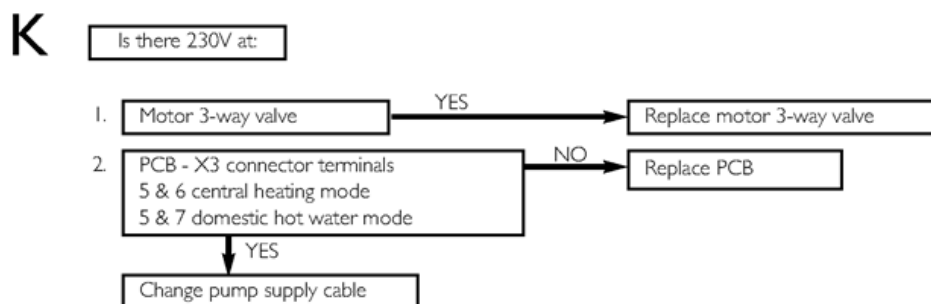 K
Is there 230V at:
1. Motor 3-way valve
YES
Replace motor 3-way valve
2. PCB - X3 connector terminals
5 & 6 central heating mode
5 & 7 domestic hot water mode
NO
Replace PCB
YES
Change pump supply cable